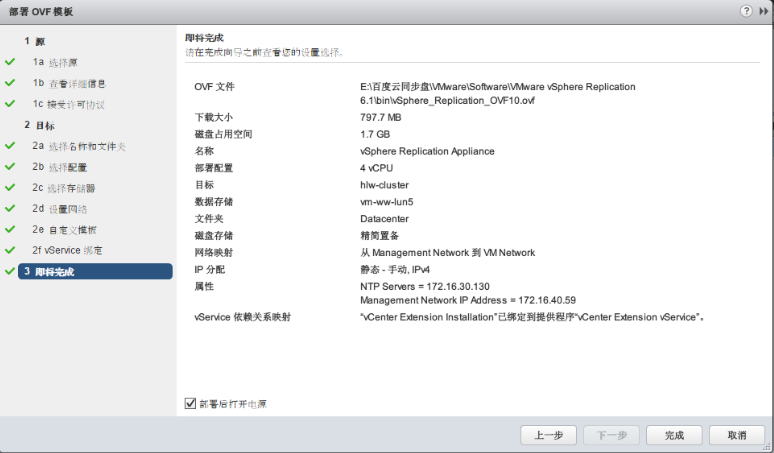 部署 OVF 模板
1 源
1a 选择源
1b 查看详细信息
1c 接受许可协议
2 目标
2a 选择名称和文件夹
2b 选择配置
2c 选择存储器
2d 设置网络
2e 自定义模板
2f vService 绑定
3 即将完成
即将完成
请在完成向导之前查看您的设置选择。
OVF 文件 E:\百度云同步盘\VMware\Software\VMware vSphere Replication
6.1\bin\vSphere_Replication_OVF10.ovf
下载大小 797.7 MB
磁盘占用空间 1.7 GB
名称 vSphere Replication Appliance
部署配置 4 vCPU
目标 hlw-cluster
数据存储 vm-ww-lun5
文件夹 Datacenter
磁盘存储 精简置备
网络映射 从 Management Network 到 VM Network
IP 分配 静态 - 手动, IPv4
属性 NTP Servers = 172.16.30.130
Management Network IP Address = 172.16.40.59
vService 依赖关系映射 “vCenter Extension Installation”已绑定到提供程序“vCenter Extension vService”。
部署后打开电源
上一步 下一步 完成 取消